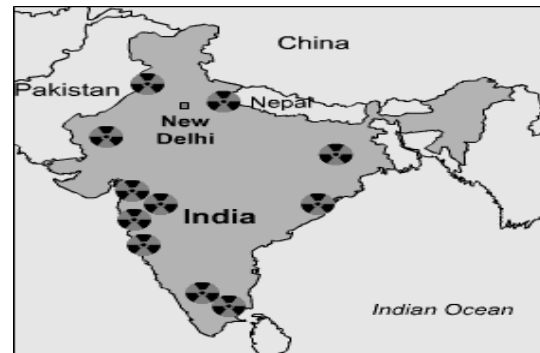 China
Pakistan
Nepal
New
Delhi
India
Indian Ocean